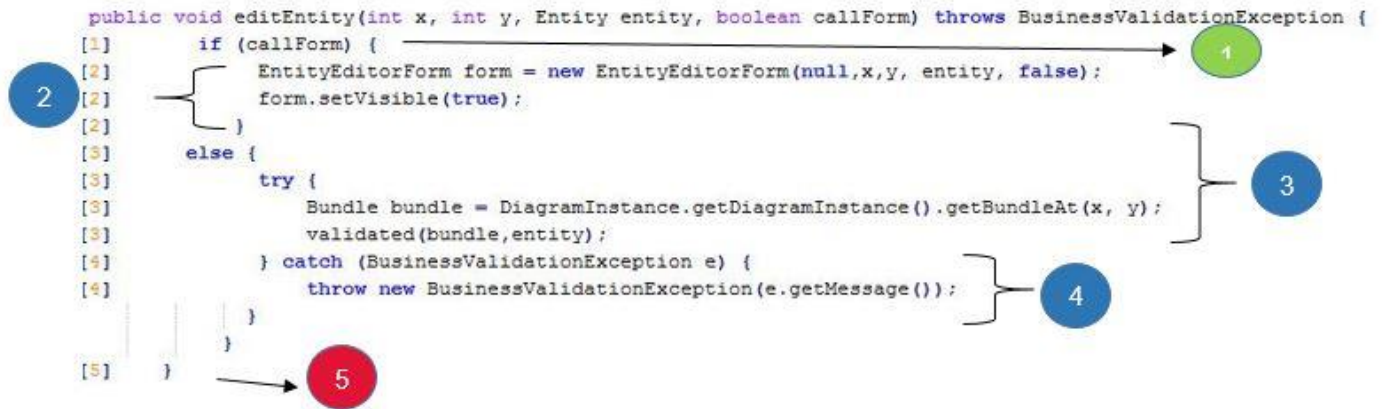 public void editEntity(int x, int y, Entity entity, boolean callForm) throws BusinessValidationException {
[1] if (callForm) { 1
[2] EntityEditorForm form = new EntityEditorForm(null,x,y, entity, false);
2 [2] form.setVisible(true);
[2] }
[3] else {
[3] try { 3
[3] Bundle bundle = DiagramInstance.getDiagramInstance().getBundleAt(x, y);
[3] validated(bundle,entity);
[4] } catch (BusinessValidationException e) {
[4] throw new BusinessValidationException(e.getMessage()); 4
}
}
[5] } 5